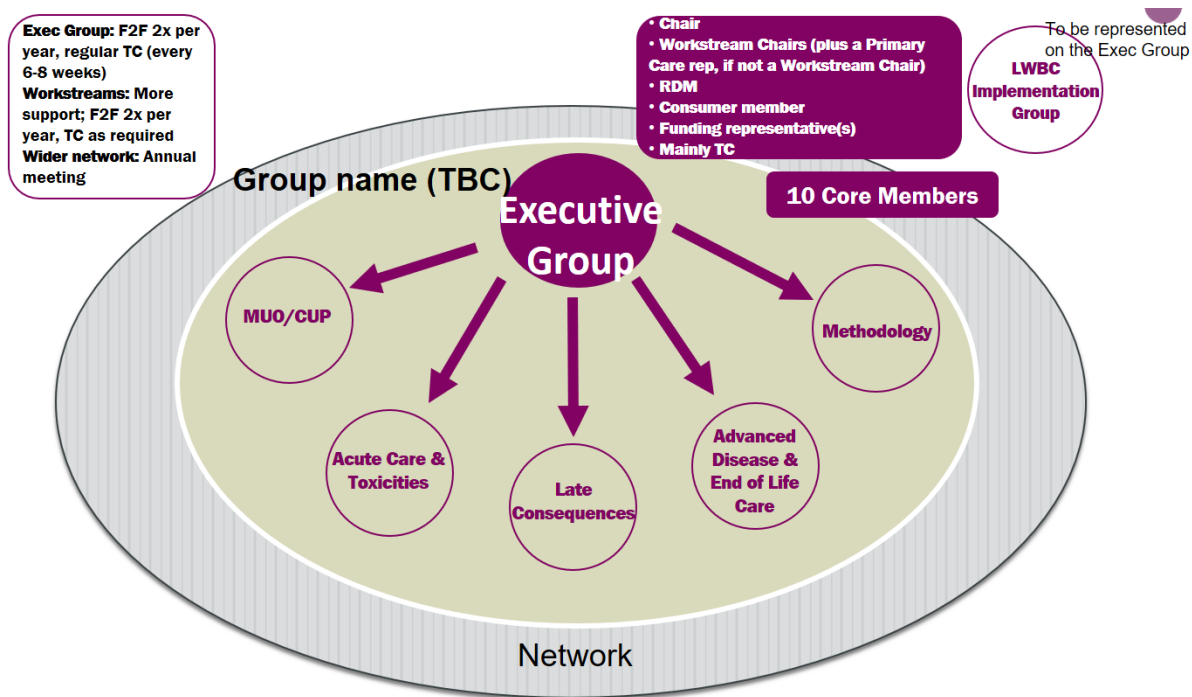 Exec Group: F2F 2x per
year, regular TC (every
6-8 weeks)
Workstreams: More
support; F2F 2x per
year, TC as required
Wider network: Annual
meeting
• Chair
• Workstream Chairs (plus a Primary
Care rep, if not a Workstream Chair)
• RDM
• Consumer member
• Funding representative(s)
• Mainly TC
To be represented
on the Exec Group
LWBC
Implementation
Group
Group name (TBC)
Executive
Group
10 Core Members
MUO/CUP
Methodology
Acute Care &
Toxicities
Late
Consequences
Advanced
Disease &
End of Life
Care
Network